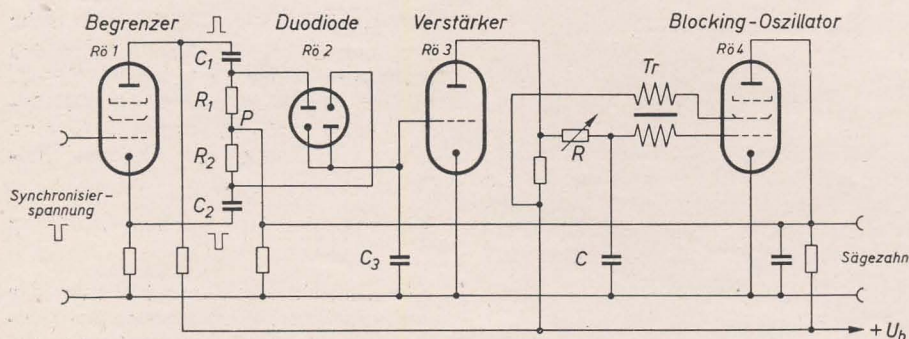 Begrenzer
Duodiode
Verstärker
Blocking-Oszillator
Rö 1
Rö 2
Rö 3
Rö 4
C1
R1
P
R2
C2
Tr
R
Synchronisier-
spannung
C3
C
Sägezahn
+ Ub